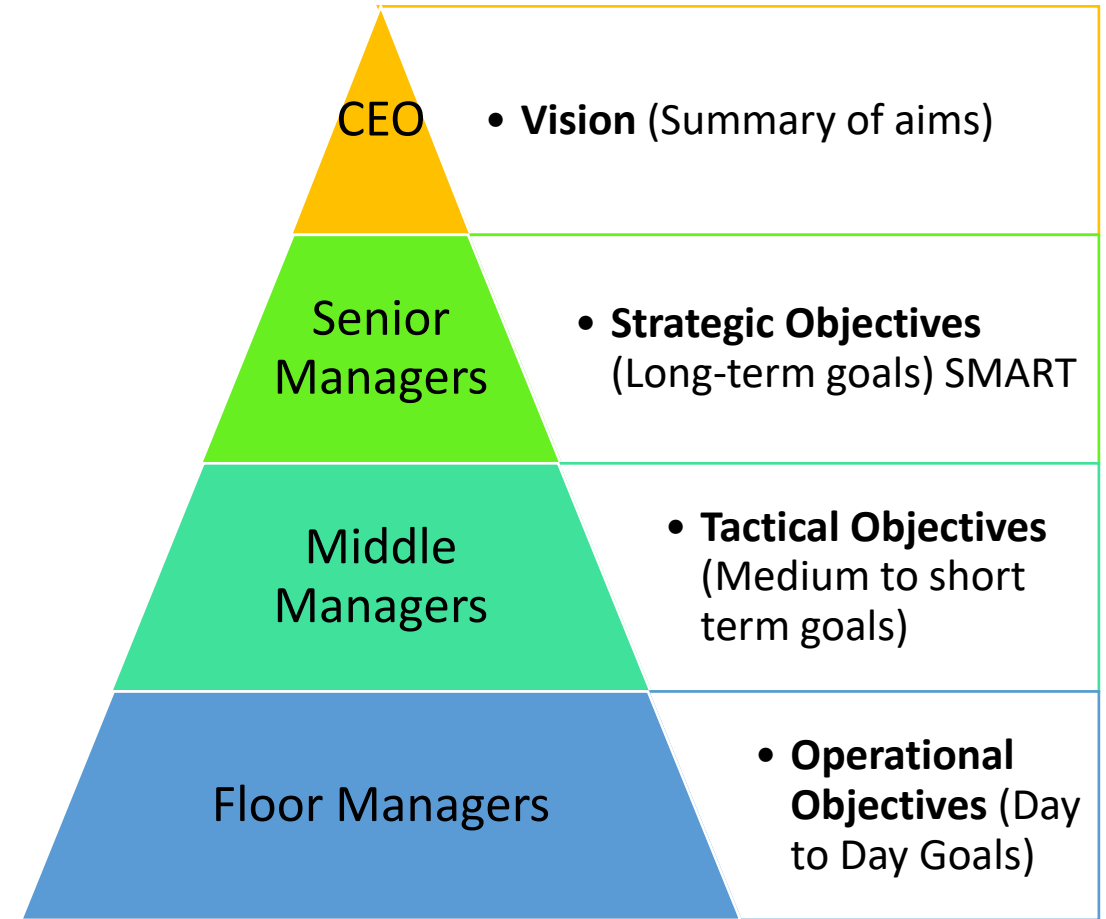 CEO
• Vision (Summary of aims)
Senior
Managers
• Strategic Objectives
(Long-term goals) SMART
Middle
Managers
• Tactical Objectives
(Medium to short
term goals)
Floor Managers
• Operational
Objectives (Day
to Day Goals)